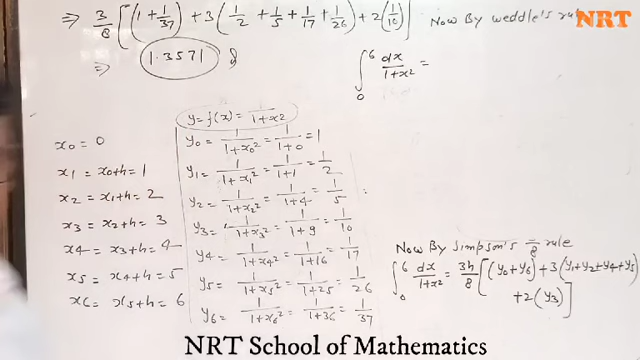 ⇒ 3/8 [(1 + 1/37) + 3(1/2 + 1/5 + 1/17 + 1/26) + 2(1/10)]
⇒ 1.3571
Now By weddle's rule
NRT
∫₀⁶ dx/1+x² =
y = f(x) = 1/1+x²
x0 = 0
x1 = x0+h = 1
x2 = x1+h = 2
x3 = x2+h = 3
x4 = x3+h = 4
x5 = x4+h = 5
x6 = x5+h = 6
y0 = 1/1+x0² = 1/1+0 = 1
y1 = 1/1+x1² = 1/1+1 = 1/2
y2 = 1/1+x2² = 1/1+4 = 1/5
y3 = 1/1+x3² = 1/1+9 = 1/10
y4 = 1/1+x4² = 1/1+16 = 1/17
y5 = 1/1+x5² = 1/1+25 = 1/26
y6 = 1/1+x6² = 1/1+36 = 1/37
Now By Simpson's /8 rule
∫₀⁶ dx/1+x² = 3h/8 [(y0+y6) + 3(y1+y2+y4+y5)
+2(y3)]
NRT School of Mathematics